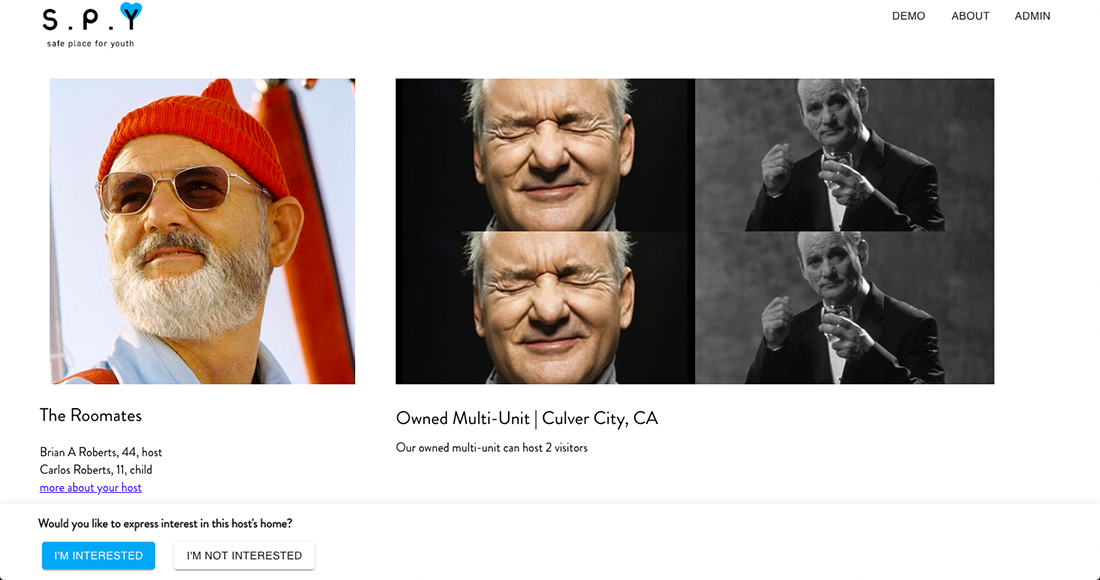 S.P.Y
safe place for youth
DEMO ABOUT ADMIN
The Roomates
Brian A Roberts, 44, host
Carlos Roberts, 11, child
more about your host
Owned Multi-Unit | Culver City, CA
Our owned multi-unit can host 2 visitors
Would you like to express interest in this host's home?
I'M INTERESTED I'M NOT INTERESTED